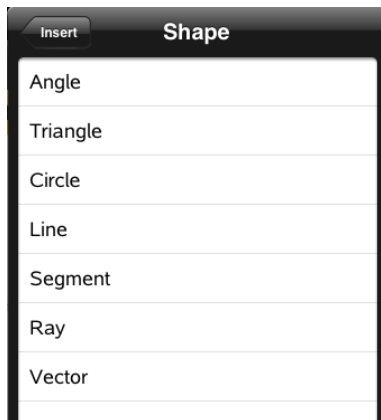 Insert
Shape
Angle
Triangle
Circle
Line
Segment
Ray
Vector